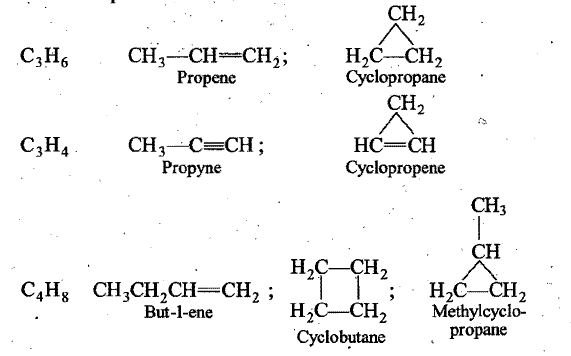 CH₂
C₃H₆ CH₃—CH=CH₂; H₂C—CH₂
Propene Cyclopropane
CH₂
C₃H₄ CH₃—C≡CH; HC=CH
Propyne Cyclopropene
CH₃
CH
H₂C—CH₂
C₄H₈ CH₃CH₂CH=CH₂ ; ; H₂C—CH₂
But-1-ene H₂C—CH₂ Methylcyclo-
Cyclobutane propane